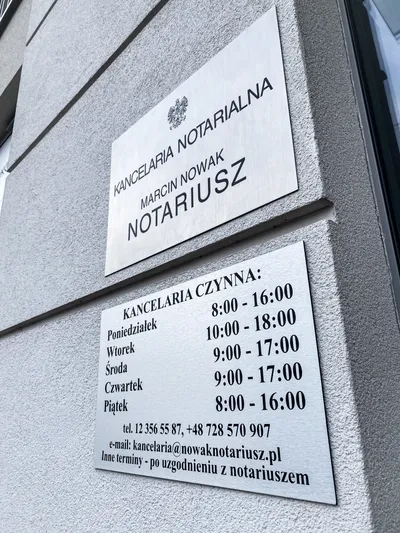 KANCELARIA NOTARIALNA
MARCIN NOWAK
NOTARIUSZ
KANCELARIA CZYNNA:
Poniedziałek 8:00 - 16:00
Wtorek 10:00 - 18:00
Środa 9:00 - 17:00
Czwartek 9:00 - 17:00
Piątek 8:00 - 16:00
tel. 12 356 55 87, +48 728 570 907
e-mail: kancelaria@nowaknotariusz.pl
Inne terminy - po uzgodnieniu z notariuszem